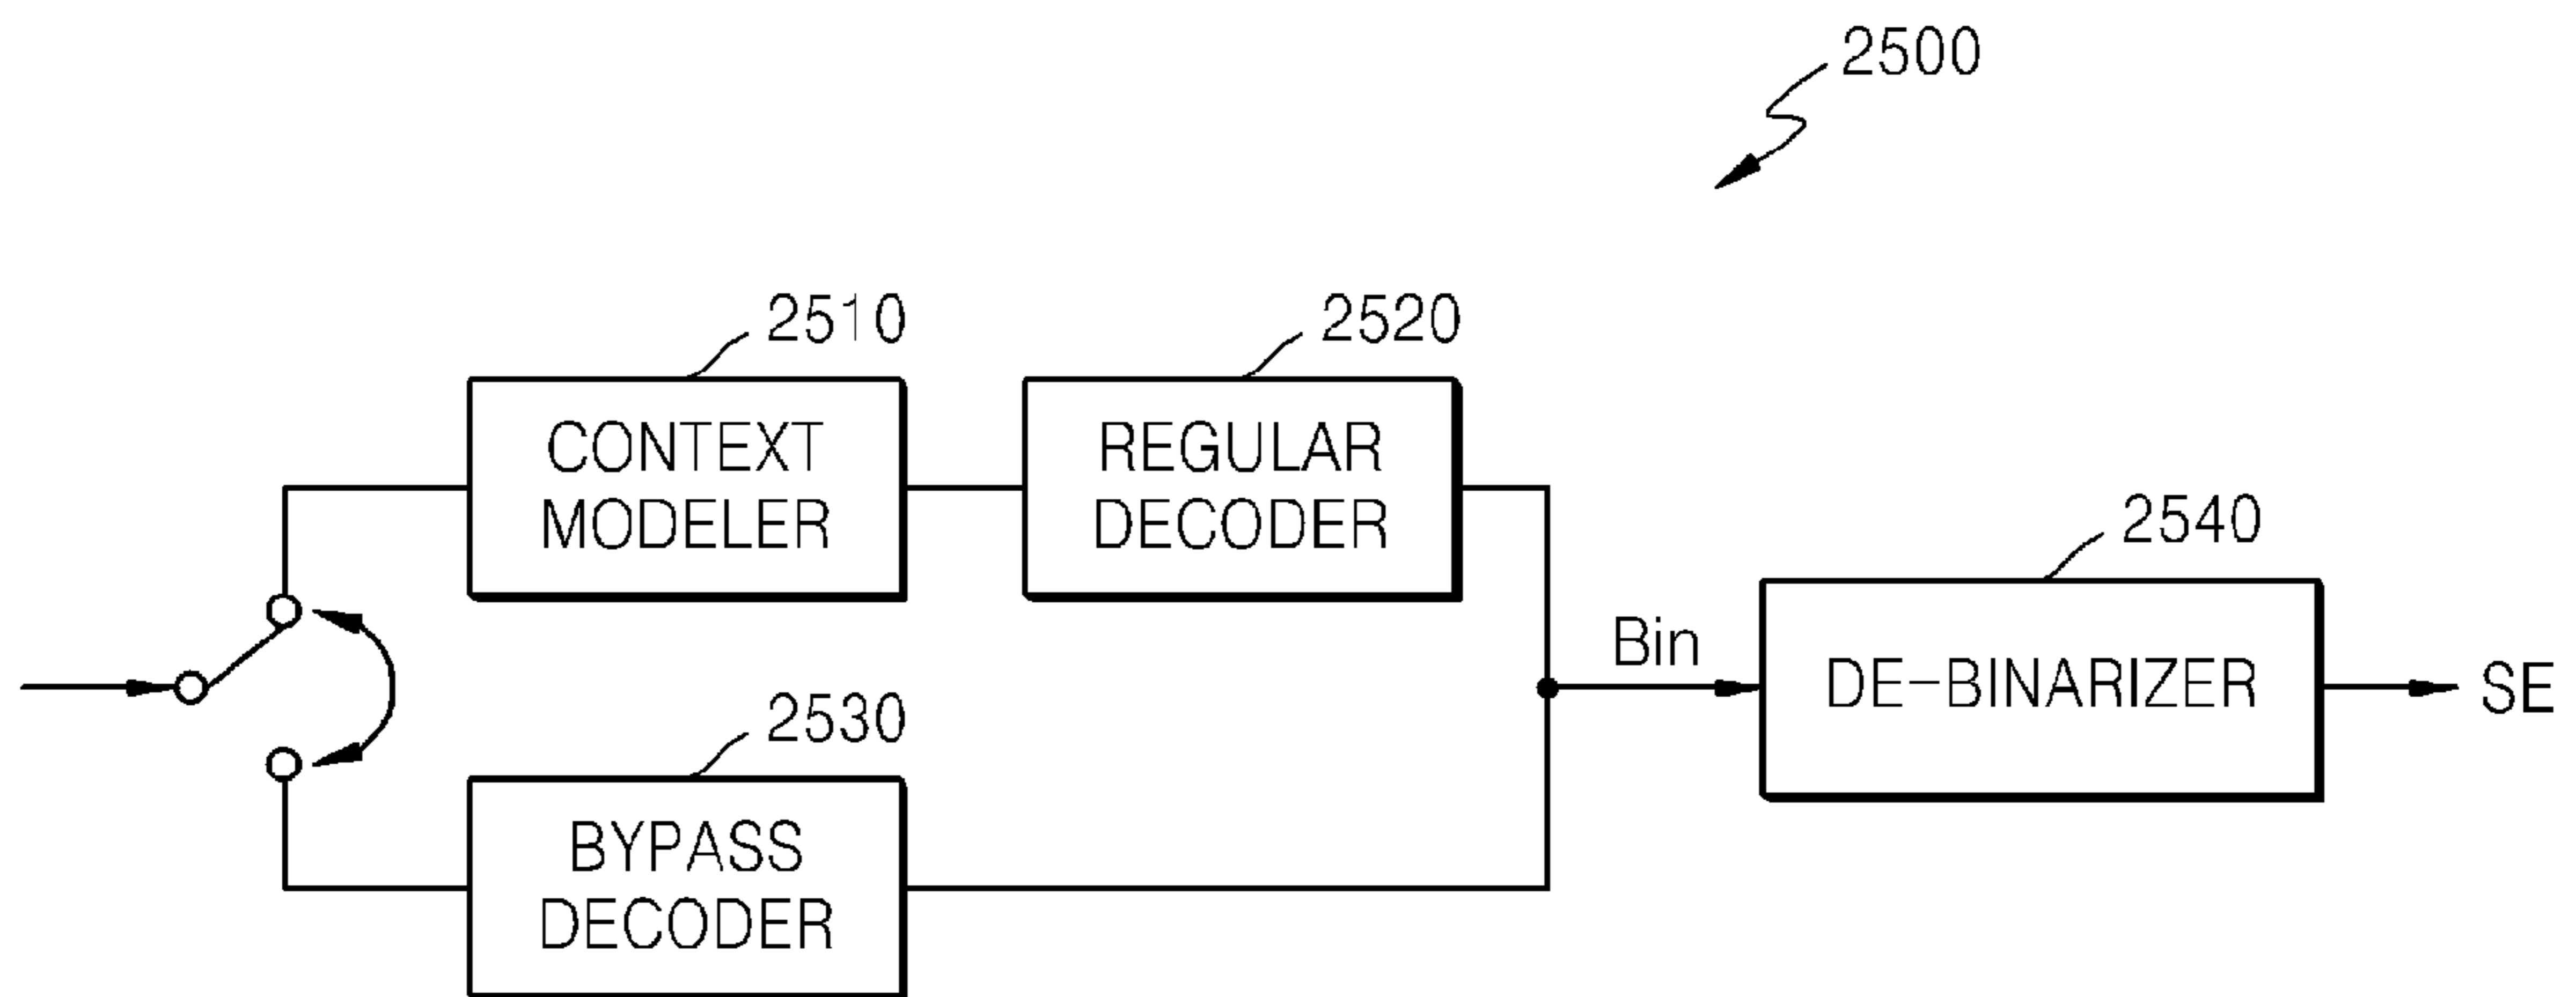 2500
2510
2520
CONTEXT
MODELER
REGULAR
DECODER
2540
Bin
DE-BINARIZER
SE
2530
BYPASS
DECODER